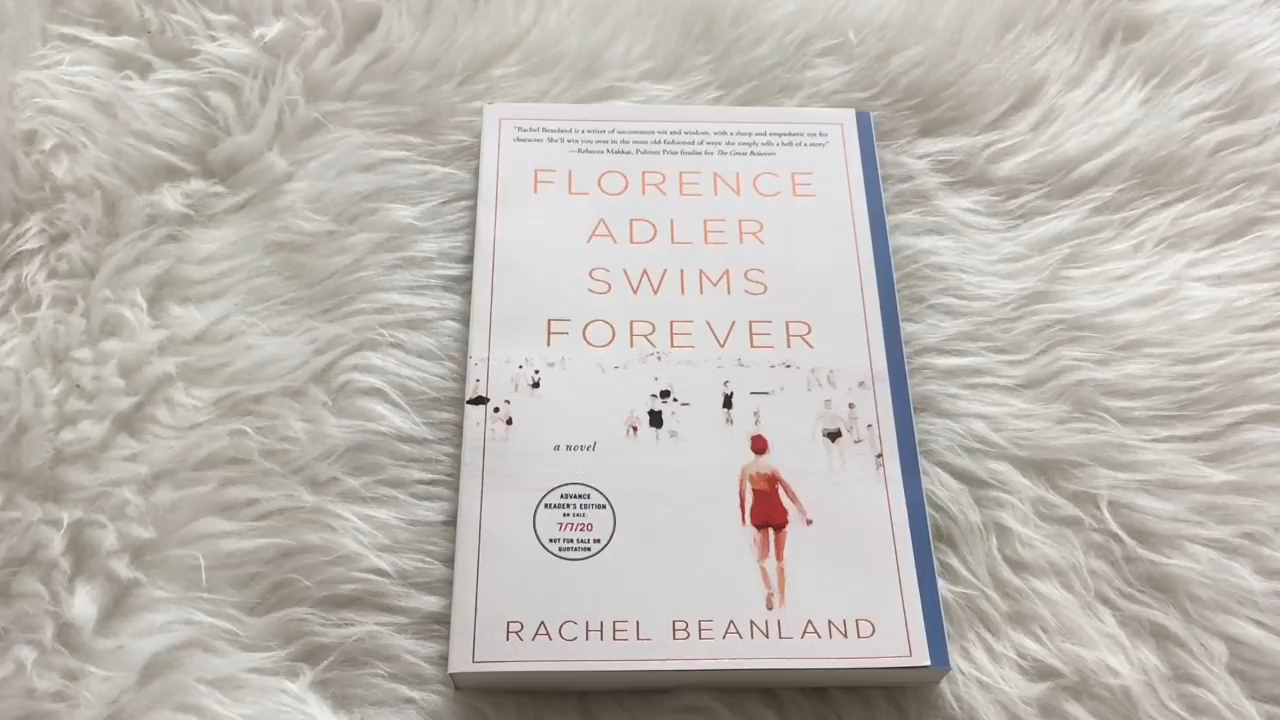 "Rachel Beanland is a writer of uncommon wit and wisdom, with a sharp and empathetic eye for
character. She'll win you over in the most old-fashioned of ways: she simply tells a hell of a story."
—Rebecca Makkai, Pulitzer Prize finalist for The Great Believers
FLORENCE
ADLER
SWIMS
FOREVER
a novel
ADVANCE
READER'S EDITION
ON SALE:
7/7/20
NOT FOR SALE OR
QUOTATION
RACHEL BEANLAND